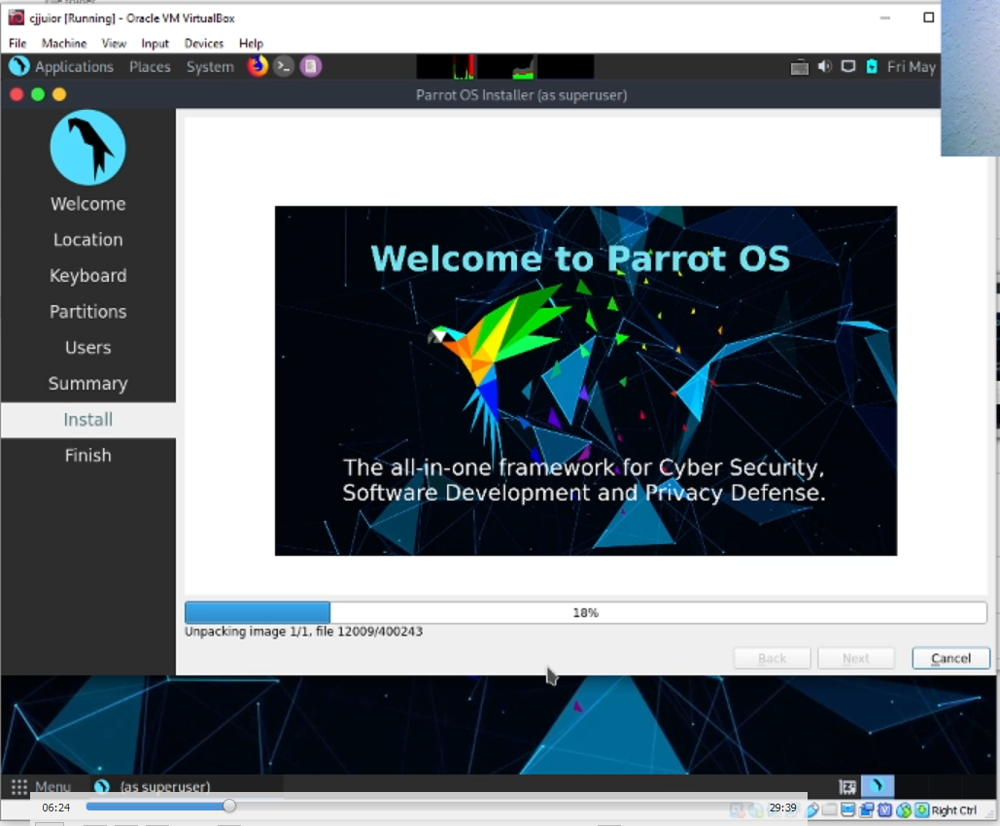 cjjuior [Running] - Oracle VM VirtualBox
File Machine View Input Devices Help
Applications Places System Fri May
Parrot OS Installer (as superuser)
Welcome
Location
Keyboard
Partitions
Users
Summary
Install
Finish
Welcome to Parrot OS
The all-in-one framework for Cyber Security,
Software Development and Privacy Defense.
18%
Unpacking image 1/1, file 12009/400243
Back Next Cancel
Menu (as superuser)
06:24 29:39 Right Ctrl